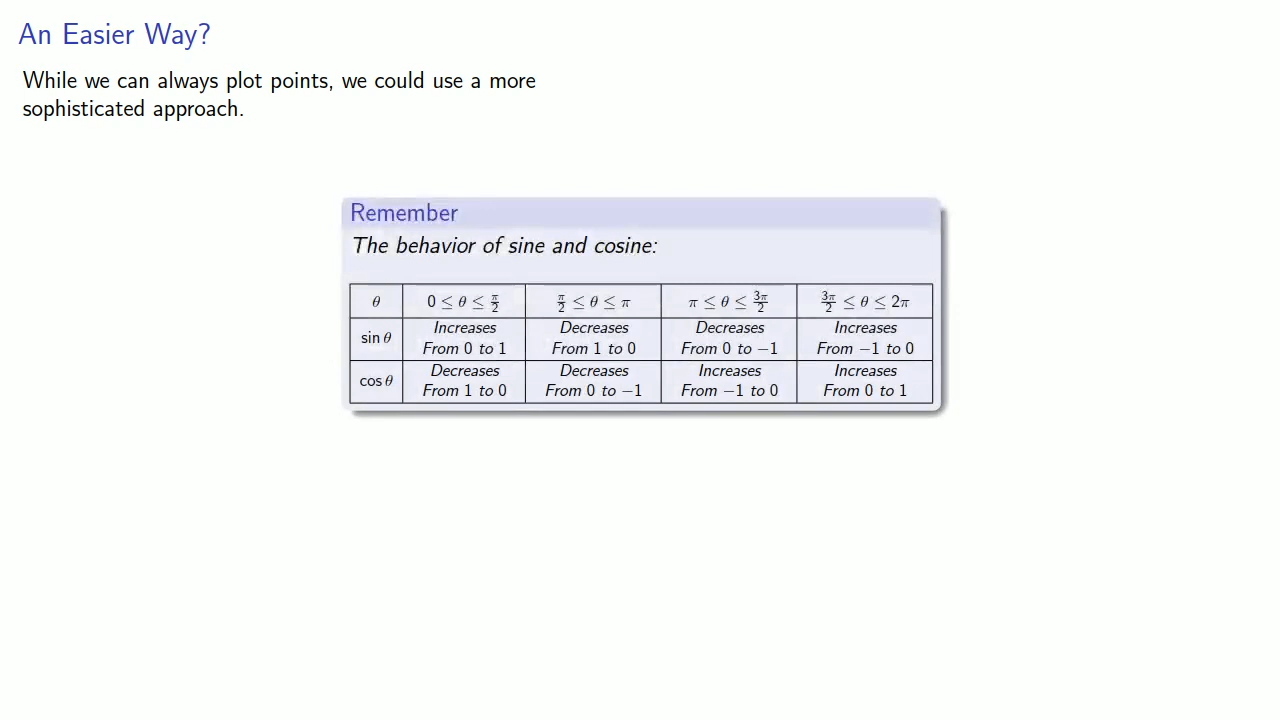 An Easier Way?
While we can always plot points, we could use a more
sophisticated approach.
Remember
The behavior of sine and cosine:
θ | 0 ≤ θ ≤ π/2 | π/2 ≤ θ ≤ π | π ≤ θ ≤ 3π/2 | 3π/2 ≤ θ ≤ 2π
sin θ | Increases From 0 to 1 | Decreases From 1 to 0 | Decreases From 0 to −1 | Increases From −1 to 0
cos θ | Decreases From 1 to 0 | Decreases From 0 to −1 | Increases From −1 to 0 | Increases From 0 to 1